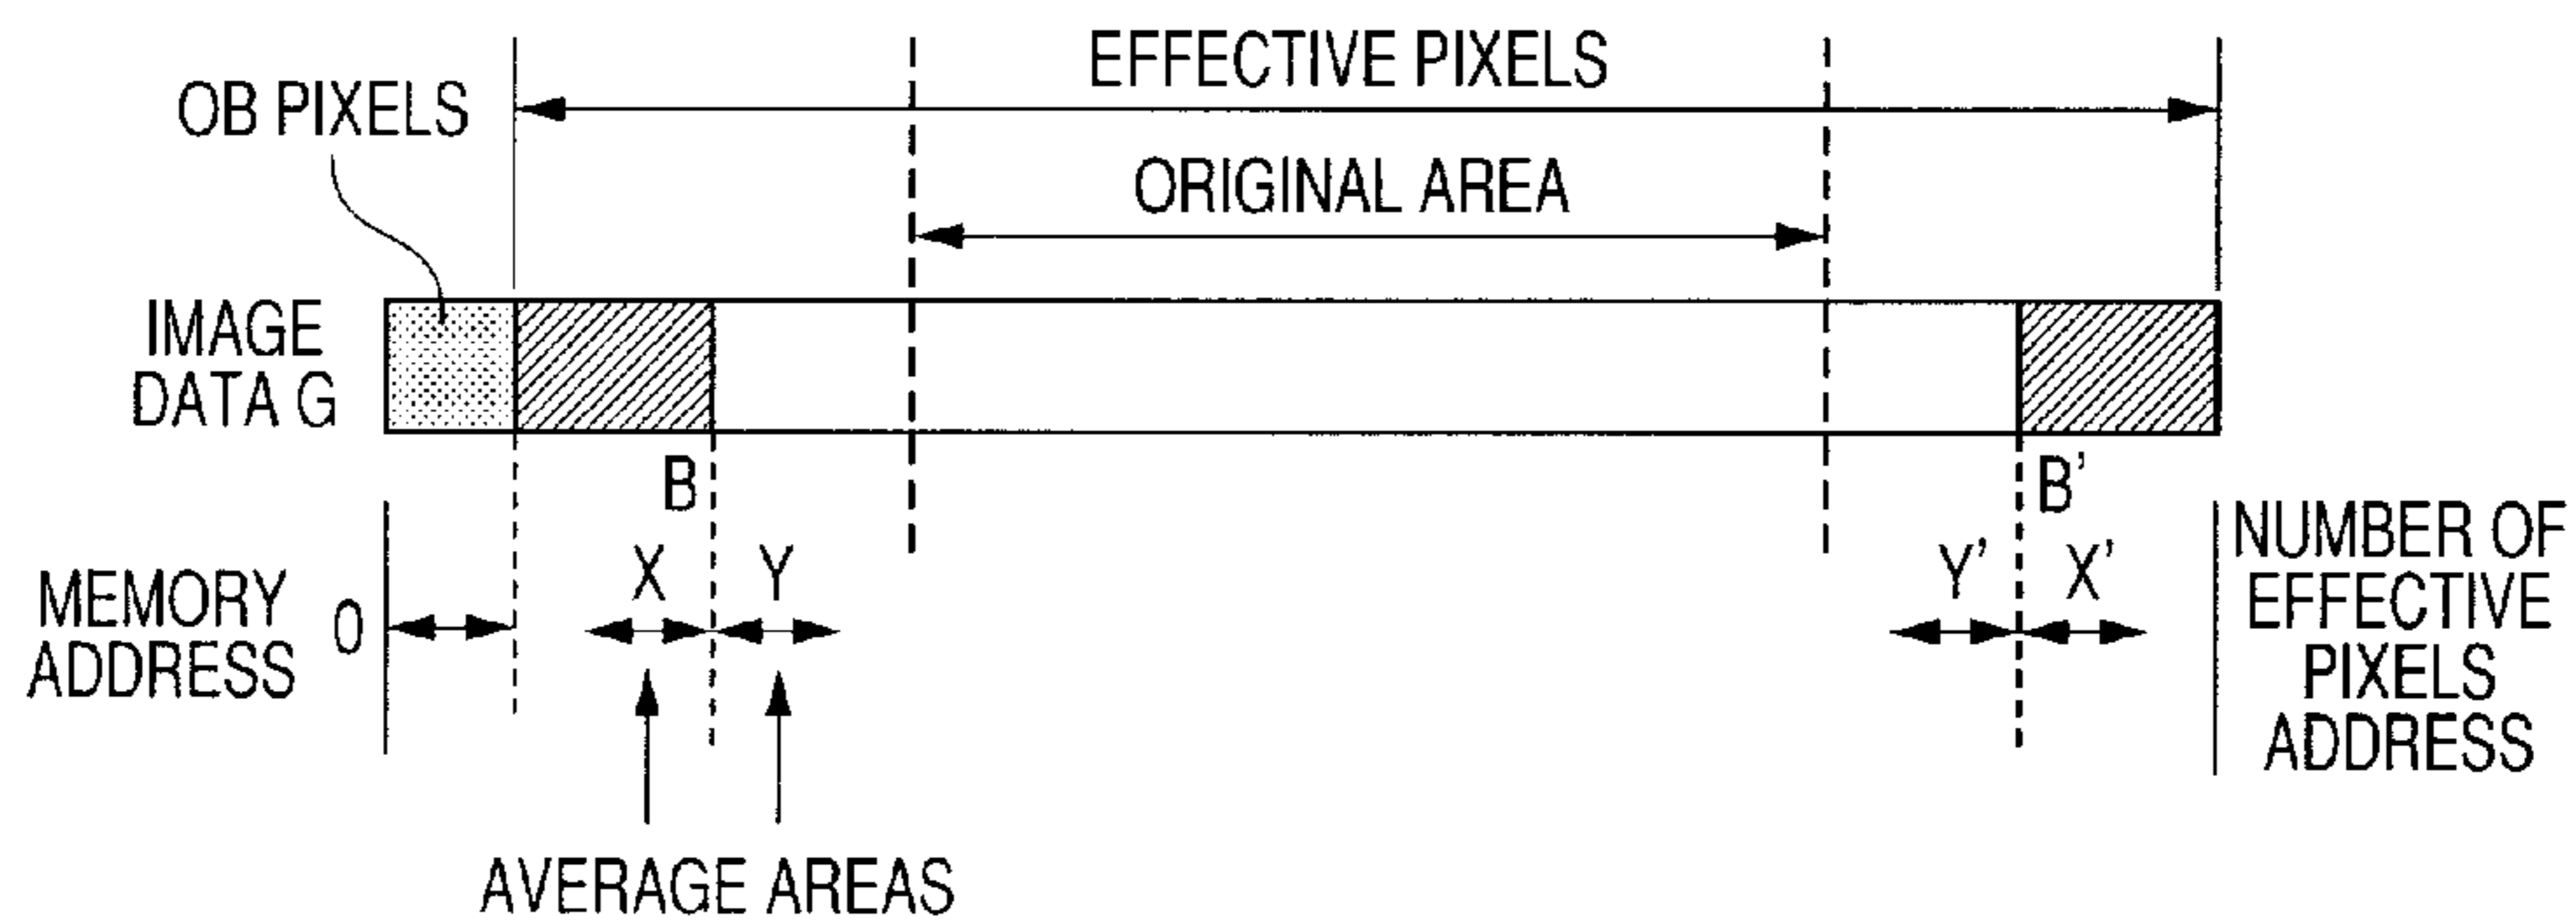 EFFECTIVE PIXELS
OB PIXELS
ORIGINAL AREA
IMAGE
DATA G
B
B'
X
Y
Y'
X'
MEMORY
ADDRESS
0
NUMBER OF
EFFECTIVE
PIXELS
ADDRESS
AVERAGE AREAS